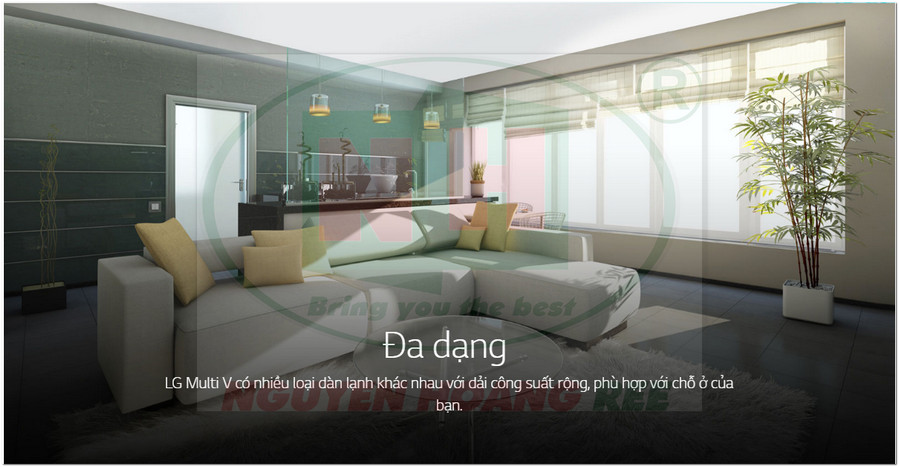 ®
Bring you the best
Đa dạng
LG Multi V có nhiều loại dàn lạnh khác nhau với dải công suất rộng, phù hợp với chỗ ở của
bạn.
NGUYEN HOANG REE